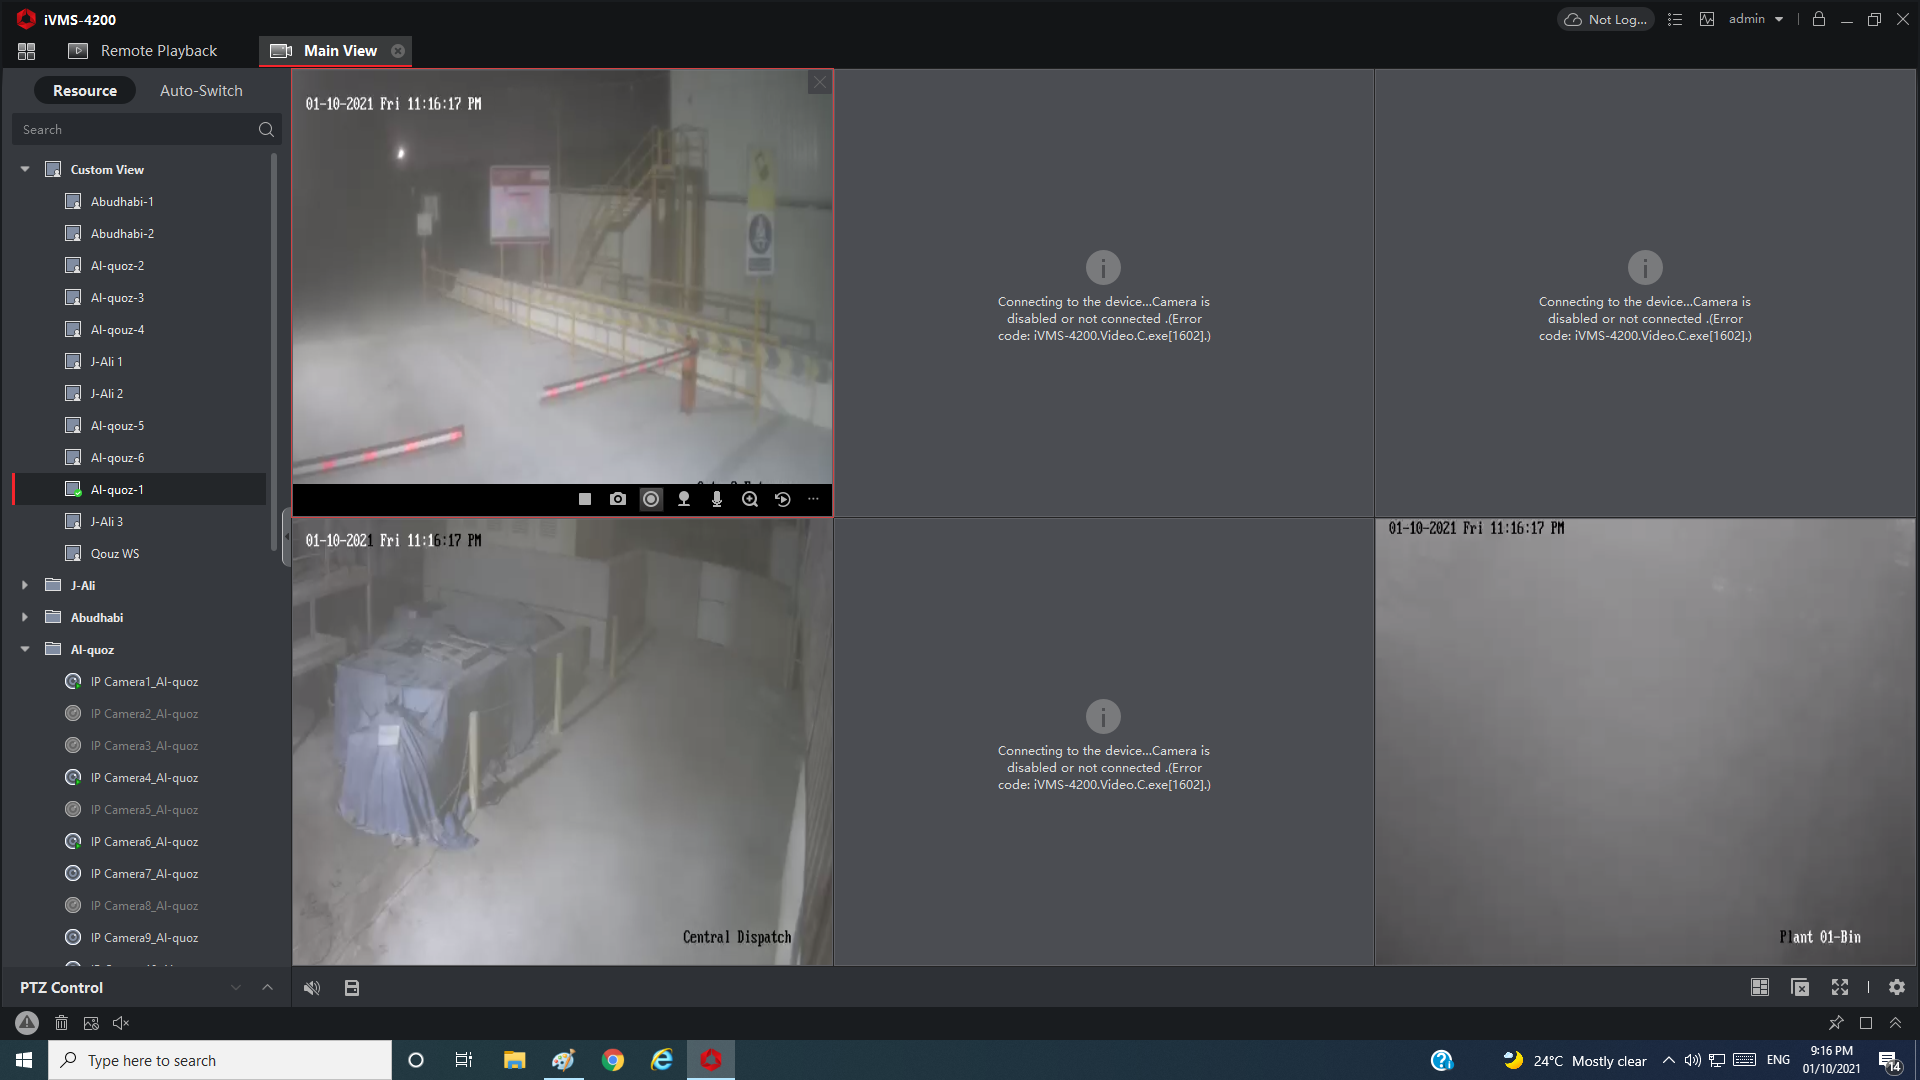 iVMS-4200
Not Log...
admin
Remote Playback
Main View
Resource
Auto-Switch
Search
Custom View
Abudhabi-1
Abudhabi-2
Al-quoz-2
Al-quoz-3
Al-qouz-4
J-Ali 1
J-Ali 2
Al-qouz-5
Al-qouz-6
Al-quoz-1
J-Ali 3
Qouz WS
J-Ali
Abudhabi
Al-quoz
IP Camera1_Al-quoz
IP Camera2_Al-quoz
IP Camera3_Al-quoz
IP Camera4_Al-quoz
IP Camera5_Al-quoz
IP Camera6_Al-quoz
IP Camera7_Al-quoz
IP Camera8_Al-quoz
IP Camera9_Al-quoz
PTZ Control
01-10-2021 Fri 11:16:17 PM
Connecting to the device...Camera is
disabled or not connected .(Error
code: iVMS-4200.Video.C.exe[1602].)
Connecting to the device...Camera is
disabled or not connected .(Error
code: iVMS-4200.Video.C.exe[1602].)
01-10-2021 Fri 11:16:17 PM
Central Dispatch
Connecting to the device...Camera is
disabled or not connected .(Error
code: iVMS-4200.Video.C.exe[1602].)
01-10-2021 Fri 11:16:17 PM
Plant 01-Bin
Type here to search
24°C Mostly clear
ENG
9:16 PM
01/10/2021
14